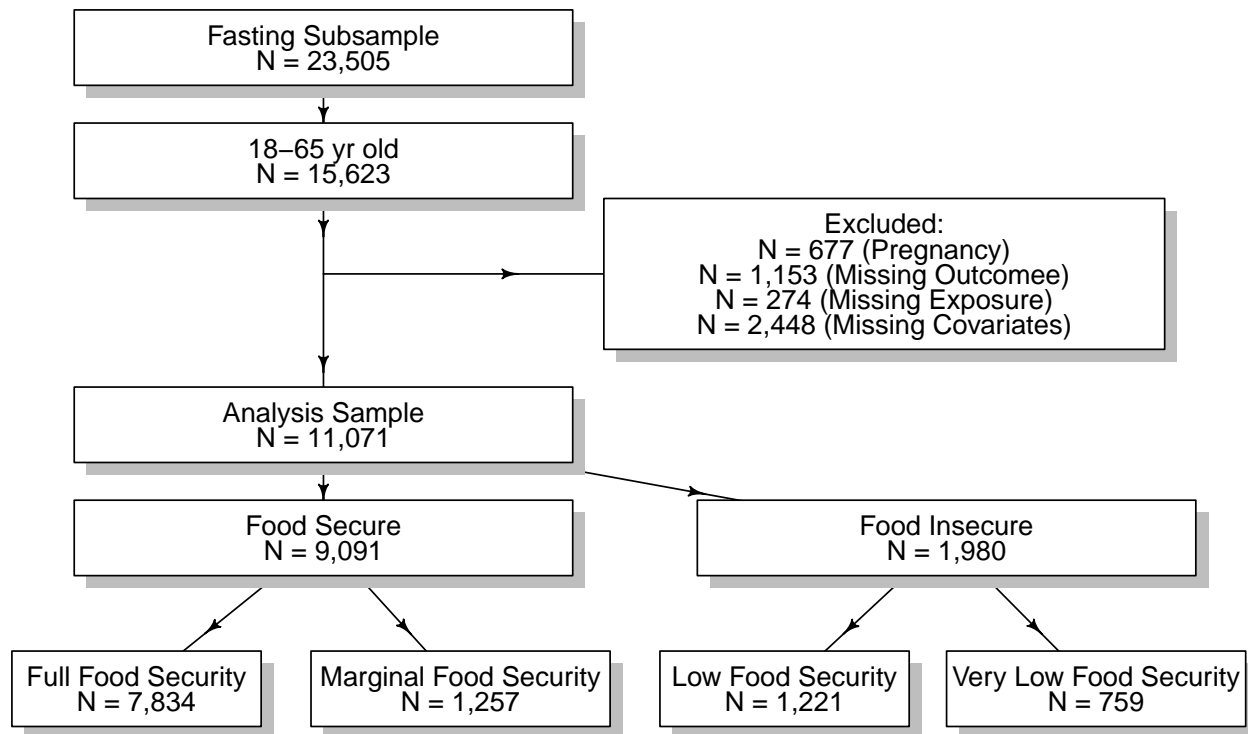 Fasting Subsample
N = 23,505
18−65 yr old
N = 15,623
Excluded:
N = 677 (Pregnancy)
N = 1,153 (Missing Outcomee)
N = 274 (Missing Exposure)
N = 2,448 (Missing Covariates)
Analysis Sample
N = 11,071
Food Secure
N = 9,091
Food Insecure
N = 1,980
Full Food Security
N = 7,834
Marginal Food Security
N = 1,257
Low Food Security
N = 1,221
Very Low Food Security
N = 759